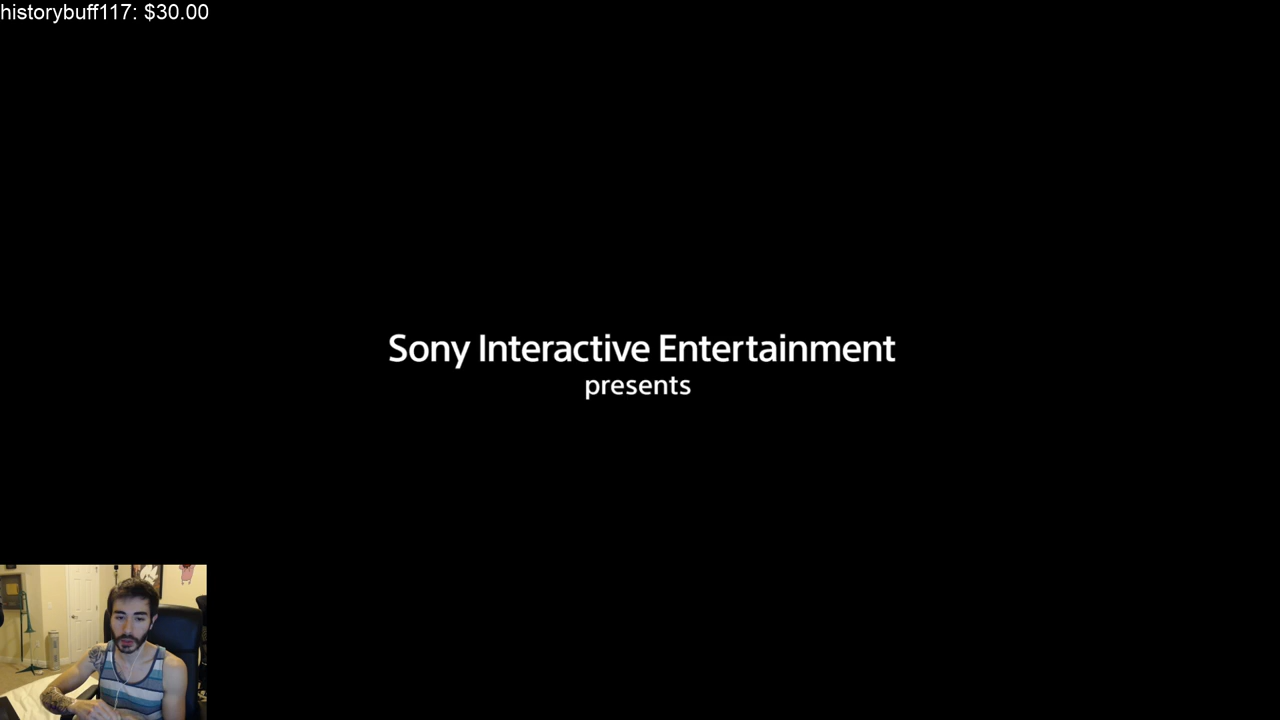 historybuff117: $30.00
Sony Interactive Entertainment
presents